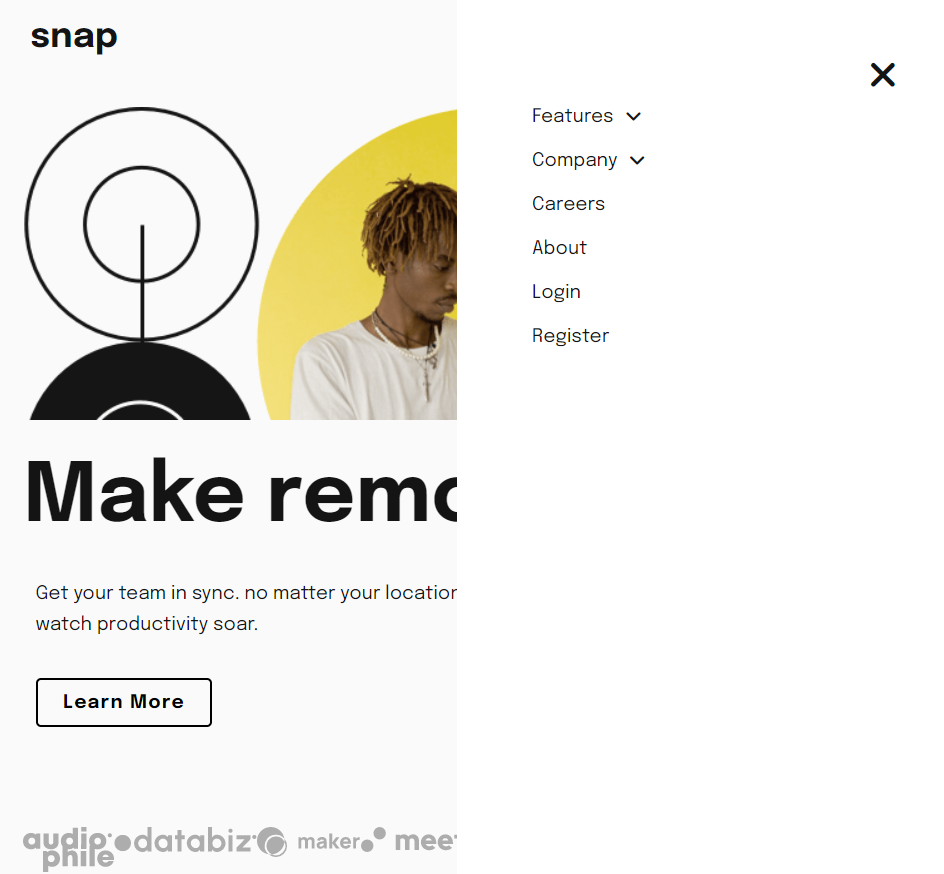 snap
Features
Company
Careers
About
Login
Register
Make remo
Get your team in sync. no matter your location
watch productivity soar.
Learn More
audiophile
databiz
maker
meet